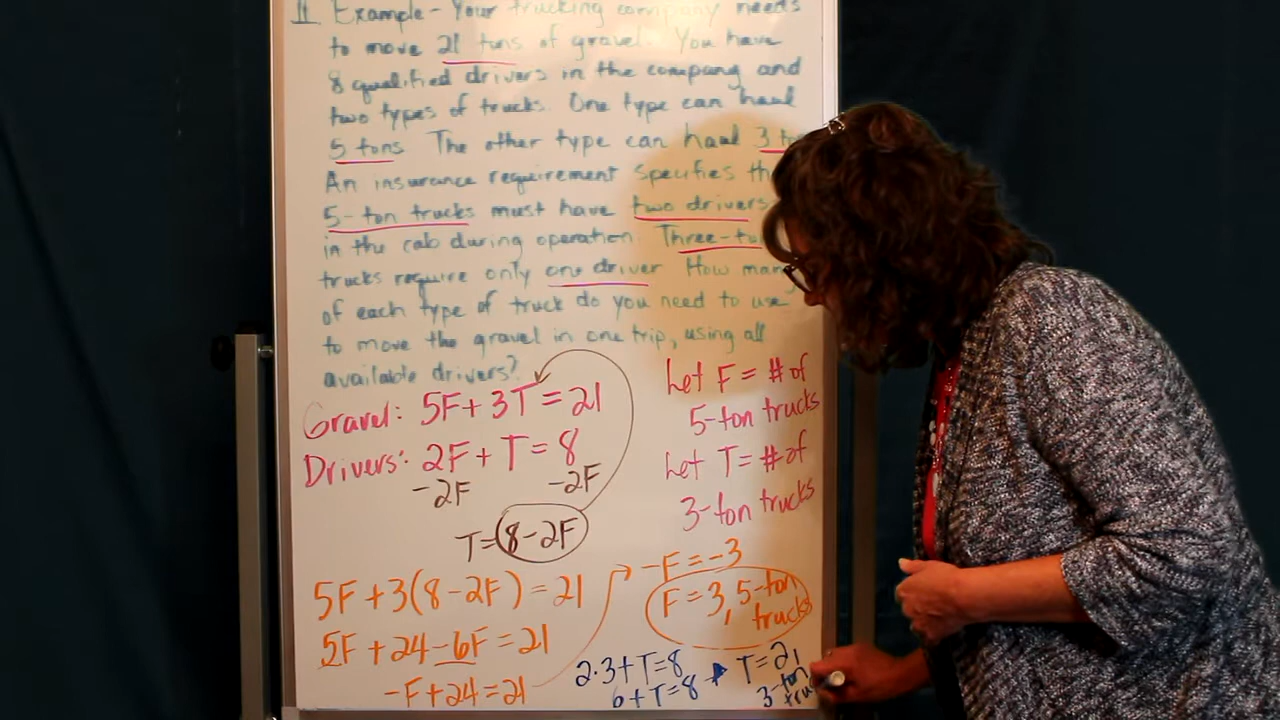 II Example - Your trucking company needs
to move 21 tons of gravel. You have
8 qualified drivers in the company and
two types of trucks. One type can haul
5 tons. The other type can haul 3
An insurance requirement specifies
5-ton trucks must have two drivers
in the cab during operation. Three-
trucks require only one driver How many
of each type of truck do you need to use
to move the gravel in one trip, using all
available drivers?
Gravel: 5F + 3T = 21
Drivers: 2F + T = 8
-2F -2F
T = 8-2F
5F + 3(8-2F) = 21
5F + 24 - 6F = 21
-F + 24 = 21
Let F = # of
5-ton trucks
Let T = # of
3-ton trucks
-F = -3
F = 3, 5-ton
trucks
2·3 + T = 8
6 + T = 8
T = 2,
3-ton